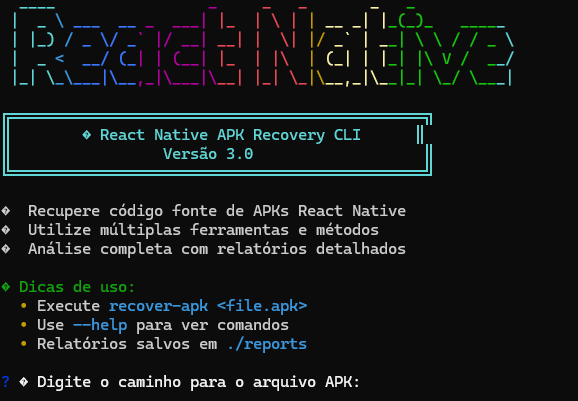 React Native
� React Native APK Recovery CLI
Versão 3.0
� Recupere código fonte de APKs React Native
� Utilize múltiplas ferramentas e métodos
� Análise completa com relatórios detalhados
� Dicas de uso:
• Execute recover-apk <file.apk>
• Use --help para ver comandos
• Relatórios salvos em ./reports
? � Digite o caminho para o arquivo APK: